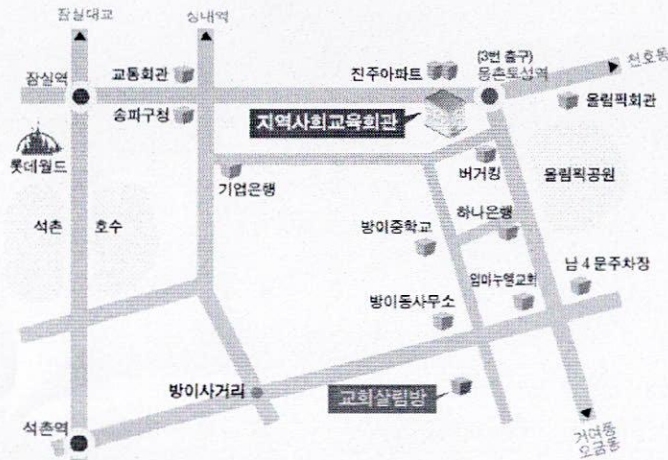 잠실대교
성내역
(3번 출구)
몽촌토성역
천호동
잠실역
교통회관
진주아파트
송파구청
지역사회교육회관
올림픽회관
롯데월드
기업은행
버거킹
올림픽공원
석촌 호수
방이중학교
하나은행
임마누엘교회
남 4 문주차장
방이동사무소
방이사거리
교회살림방
석촌역
거여동
오금동